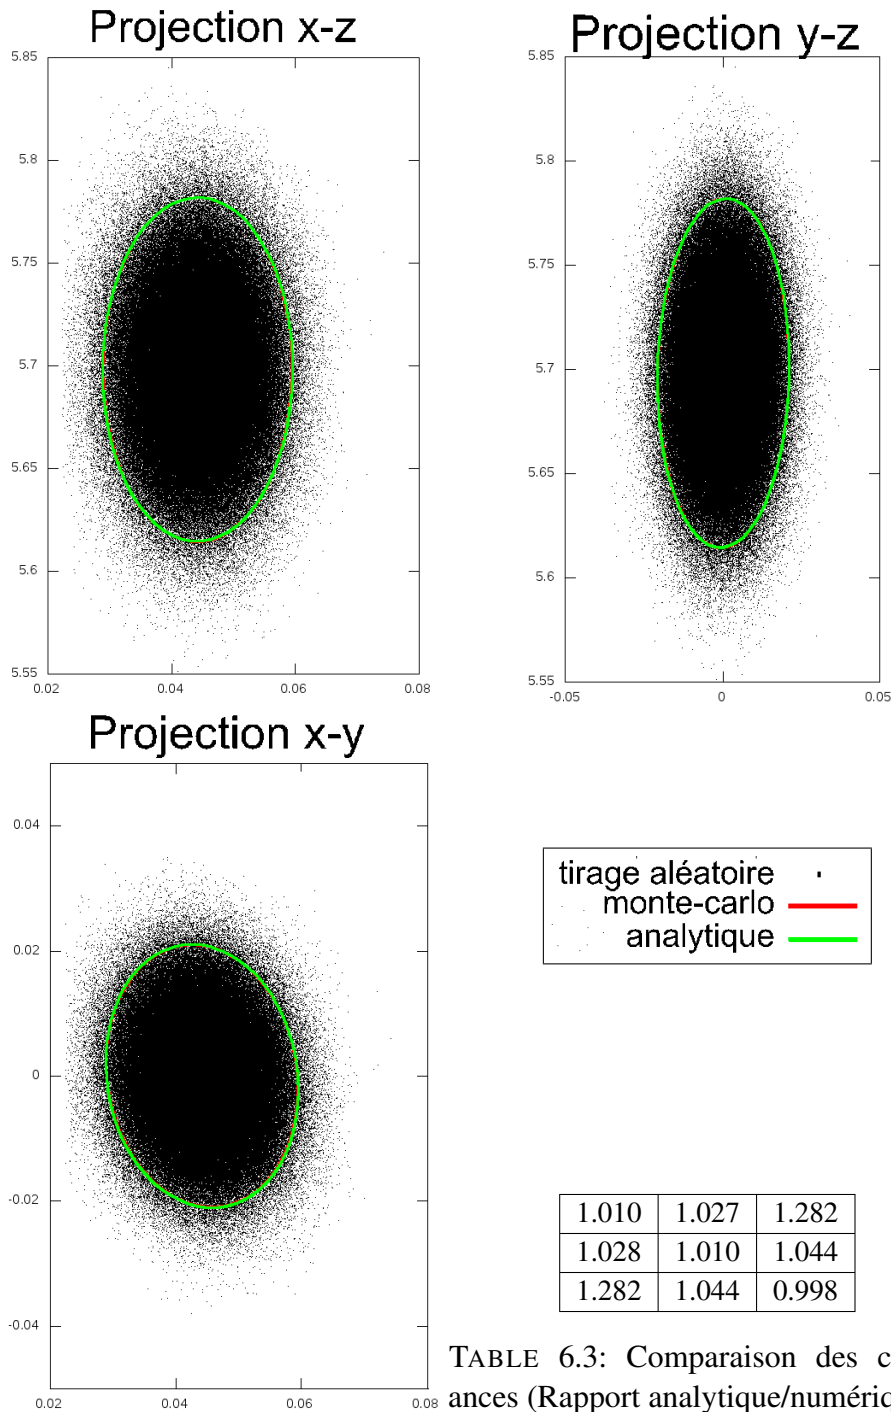 Projection x-z
5.85
5.8
5.75
5.7
5.65
5.6
5.55
0.02 0.04 0.06 0.08
Projection y-z
5.85
5.8
5.75
5.7
5.65
5.6
5.55
-0.05 0 0.05
Projection x-y
0.04
0.02
0
-0.02
-0.04
0.02 0.04 0.06 0.08
tirage aléatoire
monte-carlo
analytique
1.010 1.027 1.282
1.028 1.010 1.044
1.282 1.044 0.998
TABLE 6.3: Comparaison des c
ances (Rapport analytique/numériq